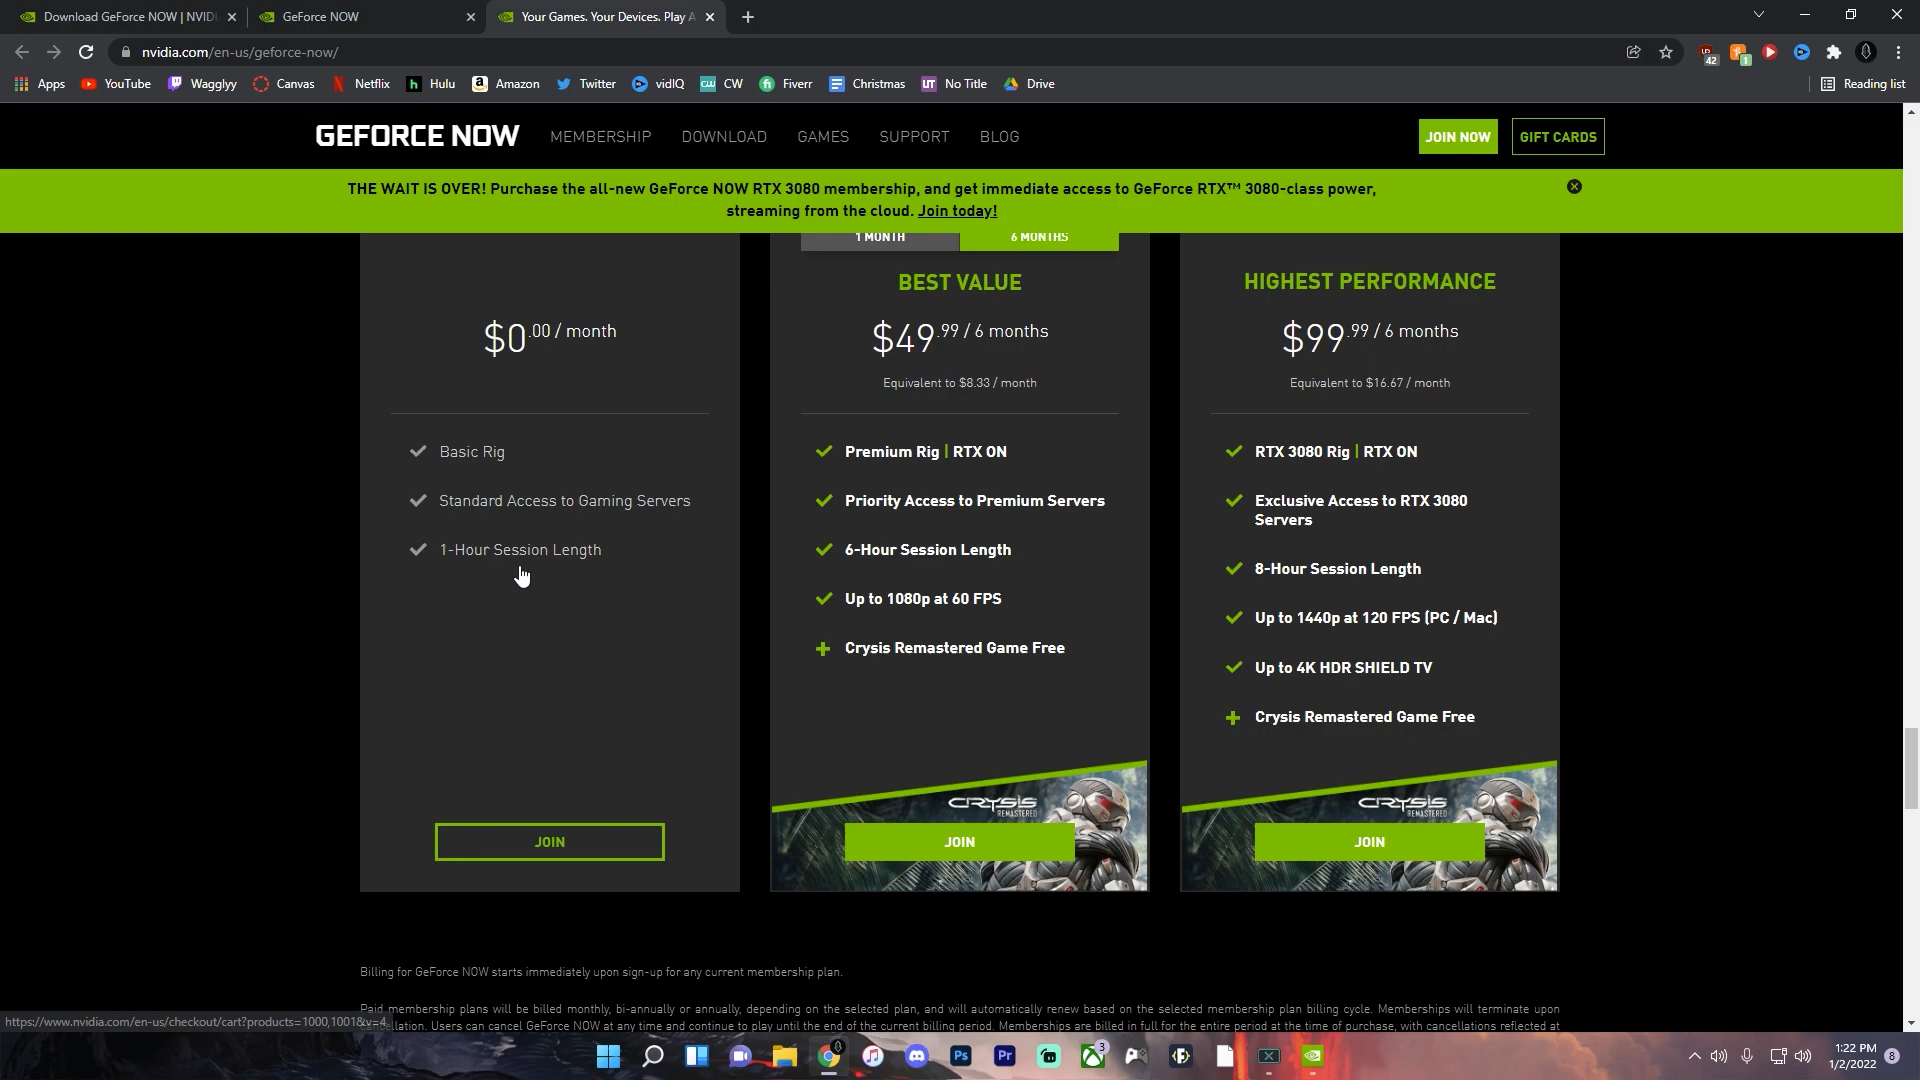 Download GeForce NOW | NVIDI
GeForce NOW
Your Games. Your Devices. Play A
nvidia.com/en-us/geforce-now/
42
1
Apps
YouTube
Wagglyy
Canvas
Netflix
h Hulu
Amazon
Twitter
vidIQ
CW CW
fi Fiverr
Christmas
UT No Title
Drive
Reading list
GEFORCE NOW
MEMBERSHIP
DOWNLOAD
GAMES
SUPPORT
BLOG
JOIN NOW
GIFT CARDS
THE WAIT IS OVER! Purchase the all-new GeForce NOW RTX 3080 membership, and get immediate access to GeForce RTX™ 3080-class power,
streaming from the cloud. Join today!
1 MONTH
6 MONTHS
BEST VALUE
HIGHEST PERFORMANCE
$0.00 / month
$49.99 / 6 months
$99.99 / 6 months
Equivalent to $8.33 / month
Equivalent to $16.67 / month
Basic Rig
Standard Access to Gaming Servers
1-Hour Session Length
JOIN
Premium Rig | RTX ON
Priority Access to Premium Servers
6-Hour Session Length
Up to 1080p at 60 FPS
Crysis Remastered Game Free
CRYSIS
REMASTERED
JOIN
RTX 3080 Rig | RTX ON
Exclusive Access to RTX 3080
Servers
8-Hour Session Length
Up to 1440p at 120 FPS (PC / Mac)
Up to 4K HDR SHIELD TV
Crysis Remastered Game Free
CRYSIS
REMASTERED
JOIN
Billing for GeForce NOW starts immediately upon sign-up for any current membership plan.
Paid membership plans will be billed monthly, bi-annually or annually, depending on the selected plan, and will automatically renew based on the selected membership plan billing cycle. Memberships will terminate upon
cancellation. Users can cancel GeForce NOW at any time and continue to play until the end of the current billing period. Memberships are billed in full for the entire period at the time of purchase, with cancellations reflected at
https://www.nvidia.com/en-us/checkout/cart?products=1000,1001&v=4
Ps
Pr
3
1:22 PM
1/2/2022
8